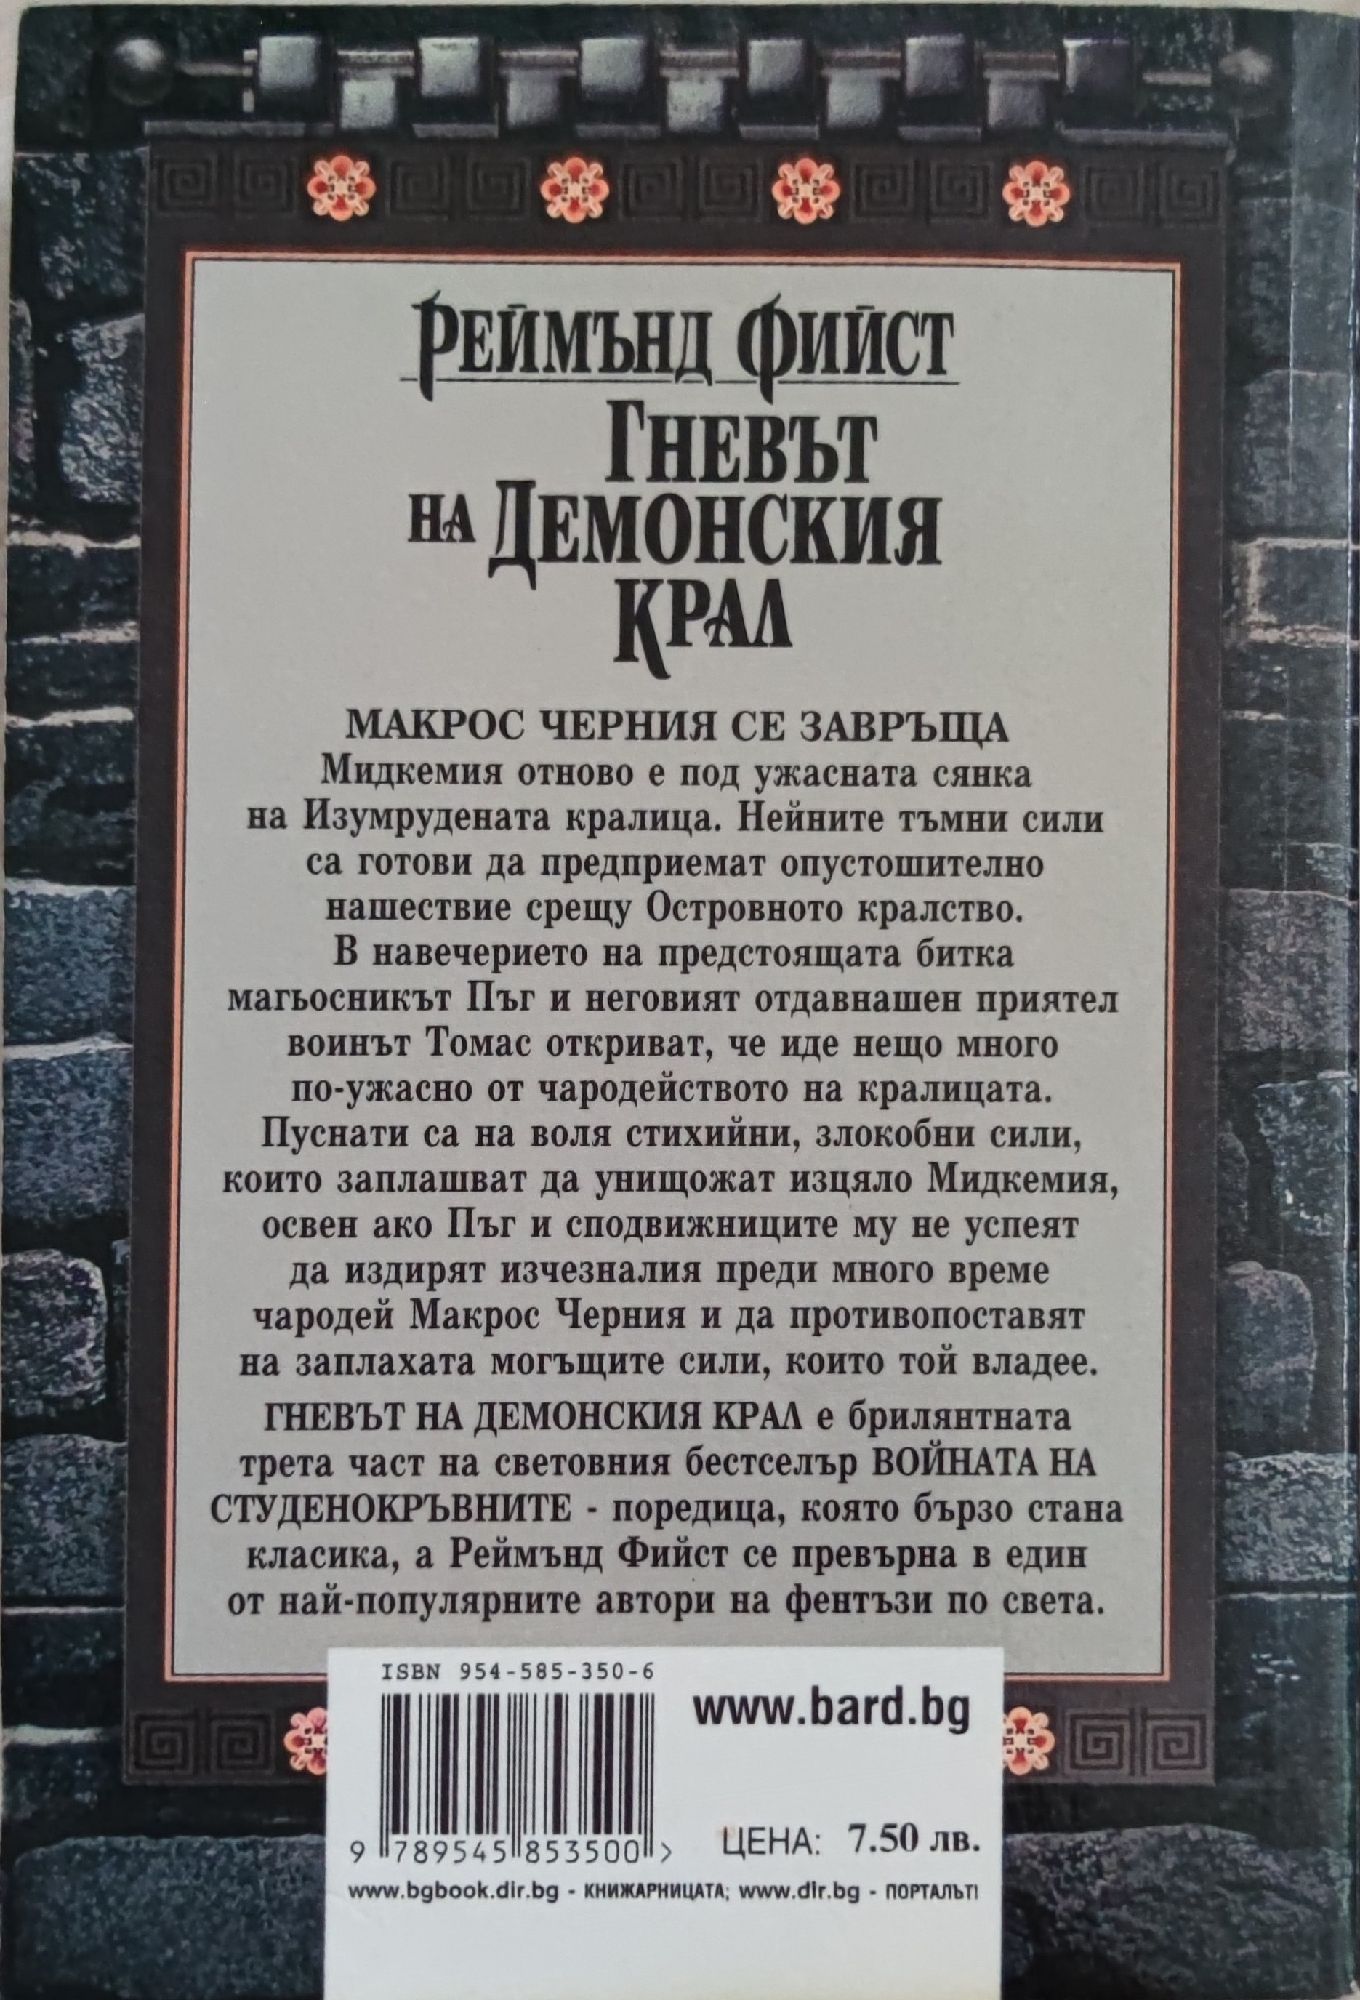 РЕЙМЪНД ФИЙСТ
ГНЕВЪТ
НА ДЕМОНСКИЯ
КРАЛ
МАКРОС ЧЕРНИЯ СЕ ЗАВРЪЩА
Мидкемия отново е под ужасната сянка
на Изумрудената кралица. Нейните тъмни сили
са готови да предприемат опустошително
нашествие срещу Островното кралство.
В навечерието на предстоящата битка
магьосникът Пъг и неговият отдавнашен приятел
воинът Томас откриват, че иде нещо много
по-ужасно от чародейството на кралицата.
Пуснати са на воля стихийни, злокобни сили,
които заплашват да унищожат изцяло Мидкемия,
освен ако Пъг и сподвижниците му не успеят
да издирят изчезналия преди много време
чародей Макрос Черния и да противопоставят
на заплахата могъщите сили, които той владее.
ГНЕВЪТ НА ДЕМОНСКИЯ КРАЛ е брилянтната
трета част на световния бестселър ВОЙНАТА НА
СТУДЕНОКРЪВНИТЕ - поредица, която бързо стана
класика, а Реймънд Фийст се превърна в един
от най-популярните автори на фентъзи по света.
ISBN 954-585-350-6
www.bard.bg
9 789545 853500 >
ЦЕНА: 7.50 лв.
www.bgbook.dir.bg - КНИЖАРНИЦАТА; www.dir.bg - ПОРТАЛЪТ!